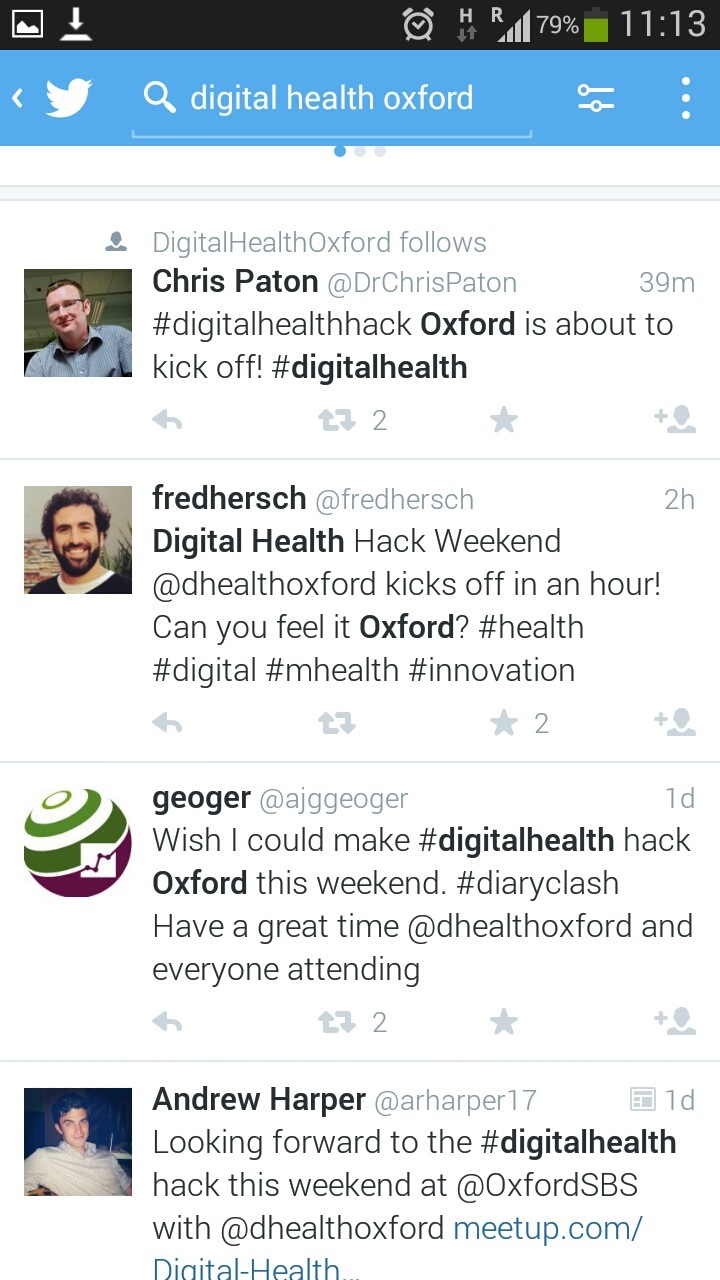 H R 79% 11:13
digital health oxford
DigitalHealthOxford follows
Chris Paton @DrChrisPaton 39m
#digitalhealthhack Oxford is about to
kick off! #digitalhealth
2
fredhersch @fredhersch 2h
Digital Health Hack Weekend
@dhealthoxford kicks off in an hour!
Can you feel it Oxford? #health
#digital #mhealth #innovation
2
geoger @ajggeoger 1d
Wish I could make #digitalhealth hack
Oxford this weekend. #diaryclash
Have a great time @dhealthoxford and
everyone attending
2
Andrew Harper @arharper17 1d
Looking forward to the #digitalhealth
hack this weekend at @OxfordSBS
with @dhealthoxford meetup.com/
Digital-Health...